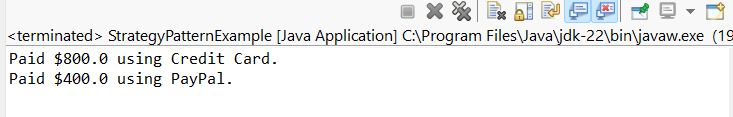 <terminated> StrategyPatternExample [Java Application] C:\Program Files\Java\jdk-22\bin\javaw.exe (19
Paid $800.0 using Credit Card.
Paid $400.0 using PayPal.